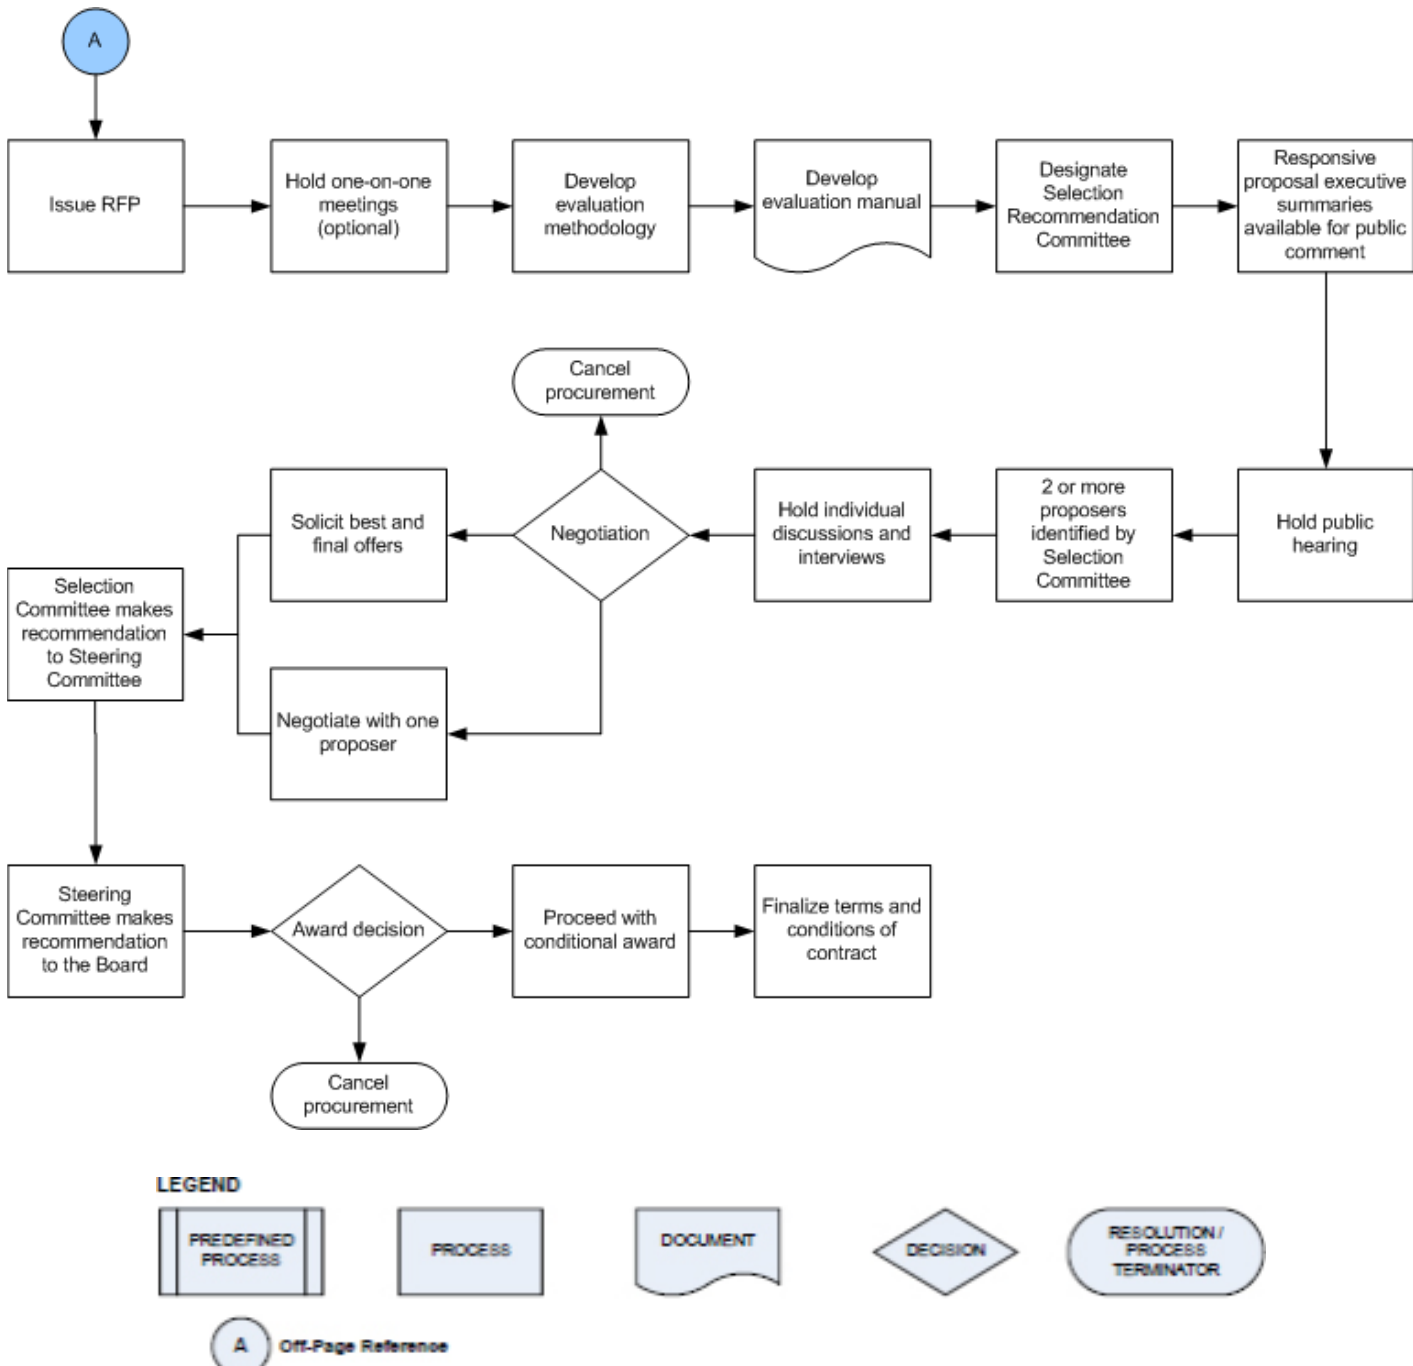 A
Issue RFP
Hold one-on-one
meetings
(optional)
Develop
evaluation
methodology
Develop
evaluation manual
Designate
Selection
Recommendation
Committee
Responsive
proposal executive
summaries
available for public
comment
Cancel
procurement
Solicit best and
final offers
Negotiation
Hold individual
discussions and
interviews
2 or more
proposers
identified by
Selection
Committee
Hold public
hearing
Selection
Committee makes
recommendation
to Steering
Committee
Negotiate with one
proposer
Steering
Committee makes
recommendation
to the Board
Award decision
Proceed with
conditional award
Finalize terms and
conditions of
contract
Cancel
procurement
LEGEND
PREDEFINED
PROCESS
PROCESS
DOCUMENT
DECISION
RESOLUTION /
PROCESS
TERMINATOR
A
Off-Page Reference